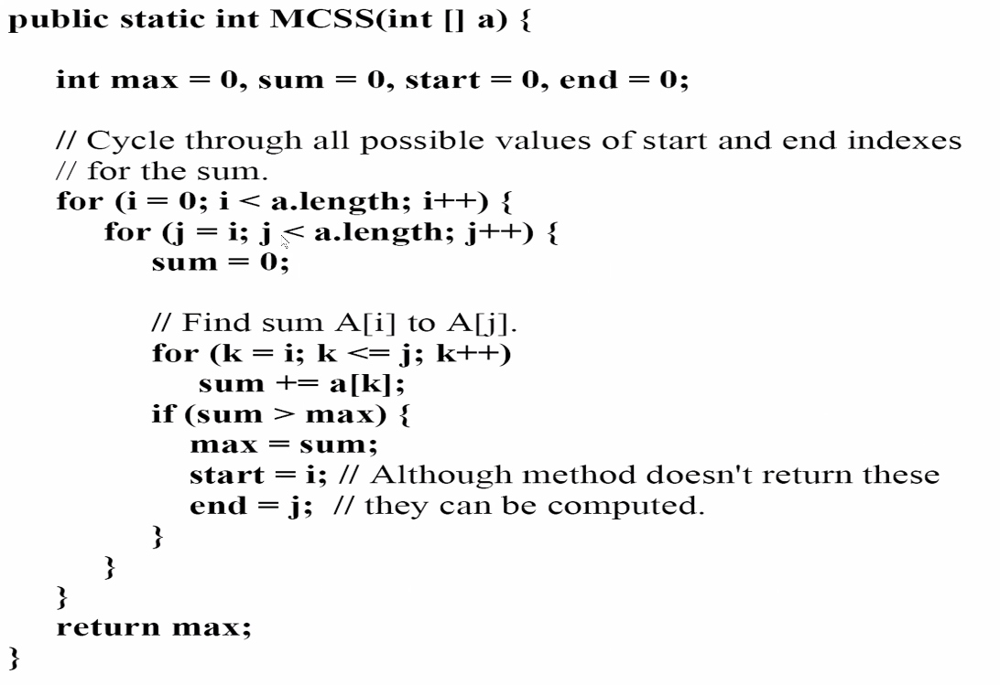 public static int MCSS(int [] a) {
int max = 0, sum = 0, start = 0, end = 0;
// Cycle through all possible values of start and end indexes
// for the sum.
for (i = 0; i < a.length; i++) {
for (j = i; j < a.length; j++) {
sum = 0;
// Find sum A[i] to A[j].
for (k = i; k <= j; k++)
sum += a[k];
if (sum > max) {
max = sum;
start = i; // Although method doesn't return these
end = j;  // they can be computed.
}
}
}
return max;
}